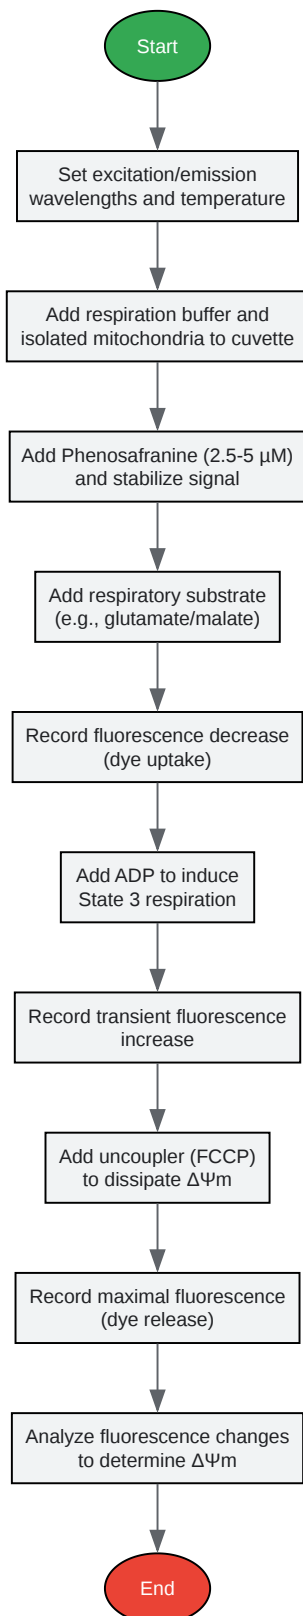 Start
Set excitation/emission
wavelengths and temperature
Add respiration buffer and
isolated mitochondria to cuvette
Add Phenosafranine (2.5-5 µM)
and stabilize signal
Add respiratory substrate
(e.g., glutamate/malate)
Record fluorescence decrease
(dye uptake)
Add ADP to induce
State 3 respiration
Record transient fluorescence
increase
Add uncoupler (FCCP)
to dissipate ΔΨm
Record maximal fluorescence
(dye release)
Analyze fluorescence changes
to determine ΔΨm
End